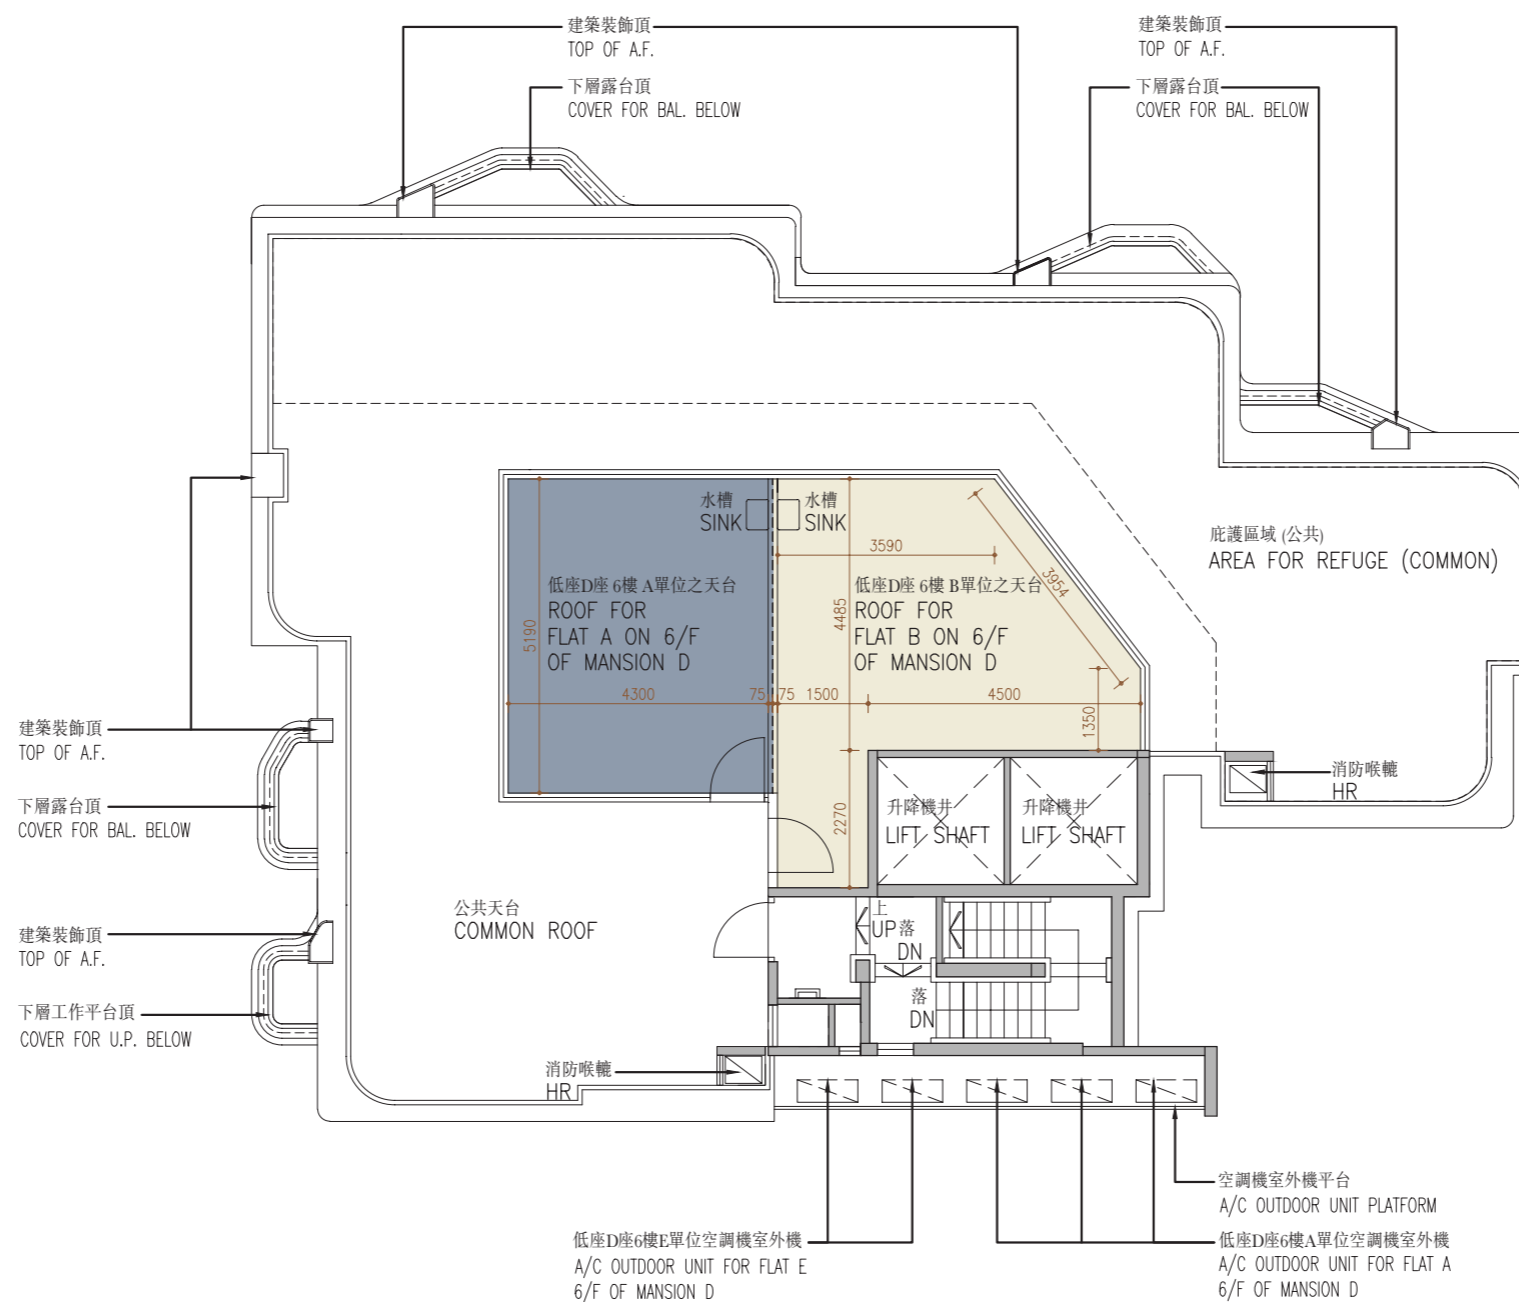 建築裝飾頂
TOP OF A.F.
下層露台頂
COVER FOR BAL. BELOW
建築裝飾頂
TOP OF A.F.
下層露台頂
COVER FOR BAL. BELOW
水槽
SINK
水槽
SINK
3590
3954
庇護區域 (公共)
AREA FOR REFUGE (COMMON)
低座D座 6樓 A單位之天台
ROOF FOR
FLAT A ON 6/F
OF MANSION D
5190
4300
75
低座D座 6樓 B單位之天台
ROOF FOR
FLAT B ON 6/F
OF MANSION D
4485
75
1500
4500
1350
2270
建築裝飾頂
TOP OF A.F.
下層露台頂
COVER FOR BAL. BELOW
消防喉轆
HR
升降機井
LIFT SHAFT
升降機井
LIFT SHAFT
公共天台
COMMON ROOF
上
UP
落
DN
落
DN
建築裝飾頂
TOP OF A.F.
下層工作平台頂
COVER FOR U.P. BELOW
消防喉轆
HR
空調機室外機平台
A/C OUTDOOR UNIT PLATFORM
低座D座6樓E單位空調機室外機
A/C OUTDOOR UNIT FOR FLAT E
6/F OF MANSION D
低座D座6樓A單位空調機室外機
A/C OUTDOOR UNIT FOR FLAT A
6/F OF MANSION D